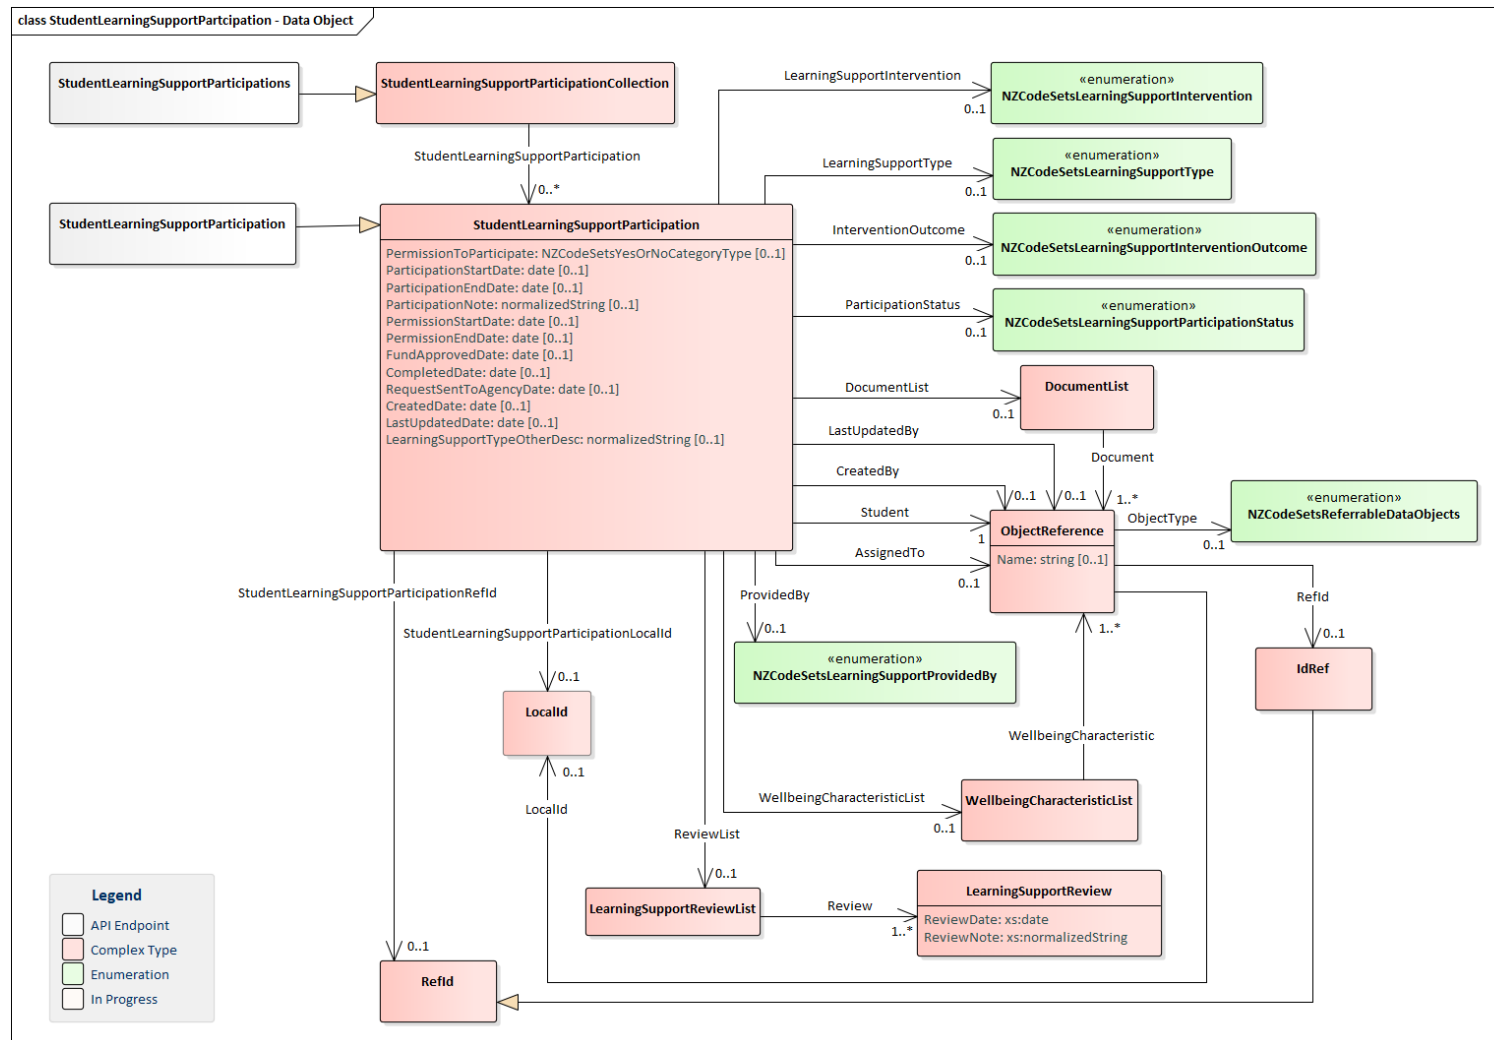 class StudentLearningSupportPartcipation - Data Object
StudentLearningSupportParticipations
StudentLearningSupportParticipationCollection
StudentLearningSupportParticipation
0..*
StudentLearningSupportParticipation
StudentLearningSupportParticipation
PermissionToParticipate: NZCodeSetsYesOrNoCategoryType [0..1]
ParticipationStartDate: date [0..1]
ParticipationEndDate: date [0..1]
ParticipationNote: normalizedString [0..1]
PermissionStartDate: date [0..1]
PermissionEndDate: date [0..1]
FundApprovedDate: date [0..1]
CompletedDate: date [0..1]
RequestSentToAgencyDate: date [0..1]
CreatedDate: date [0..1]
LastUpdatedDate: date [0..1]
LearningSupportTypeOtherDesc: normalizedString [0..1]
LearningSupportIntervention
0..1
«enumeration»
NZCodeSetsLearningSupportIntervention
LearningSupportType
0..1
«enumeration»
NZCodeSetsLearningSupportType
InterventionOutcome
0..1
«enumeration»
NZCodeSetsLearningSupportInterventionOutcome
ParticipationStatus
0..1
«enumeration»
NZCodeSetsLearningSupportParticipationStatus
DocumentList
0..1
DocumentList
LastUpdatedBy
0..1
Document
1..*
CreatedBy
0..1
Student
1
AssignedTo
0..1
ObjectReference
Name: string [0..1]
ObjectType
0..1
«enumeration»
NZCodeSetsReferrableDataObjects
RefId
0..1
IdRef
ProvidedBy
0..1
«enumeration»
NZCodeSetsLearningSupportProvidedBy
StudentLearningSupportParticipationRefId
StudentLearningSupportParticipationLocalId
0..1
LocalId
0..1
LocalId
1..*
WellbeingCharacteristic
WellbeingCharacteristicList
0..1
WellbeingCharacteristicList
ReviewList
0..1
LearningSupportReviewList
Review
1..*
LearningSupportReview
ReviewDate: xs:date
ReviewNote: xs:normalizedString
0..1
RefId
Legend
API Endpoint
Complex Type
Enumeration
In Progress